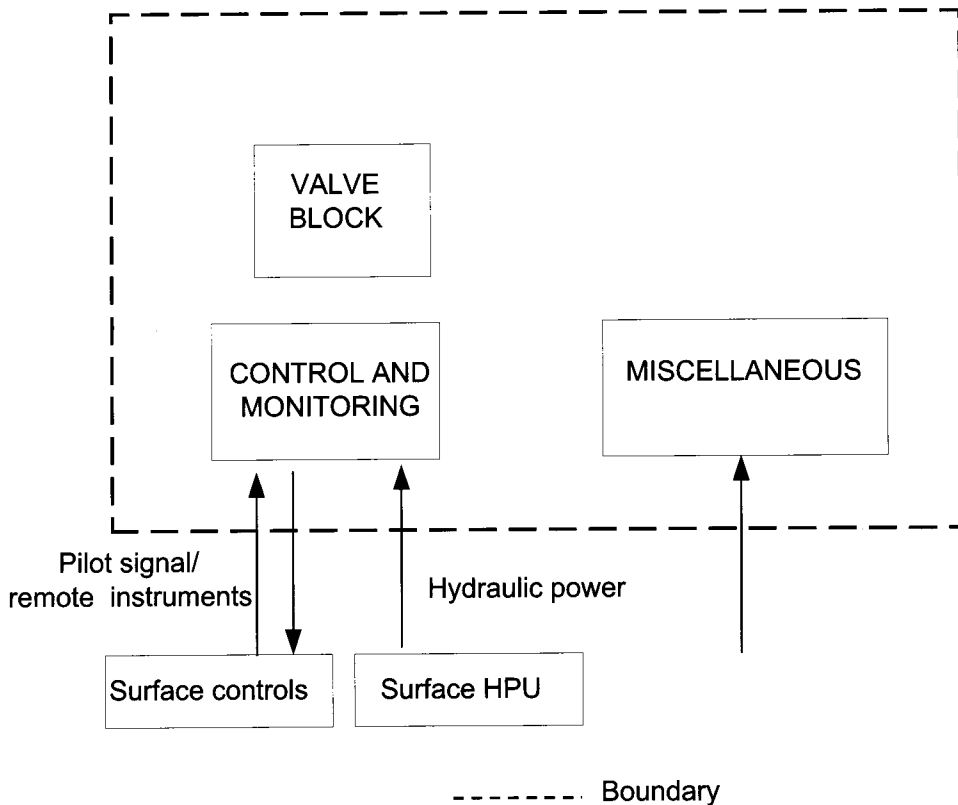 VALVE
BLOCK
CONTROL AND
MONITORING
MISCELLANEOUS
Pilot signal/
remote instruments
Hydraulic power
Surface controls
Surface HPU
Boundary